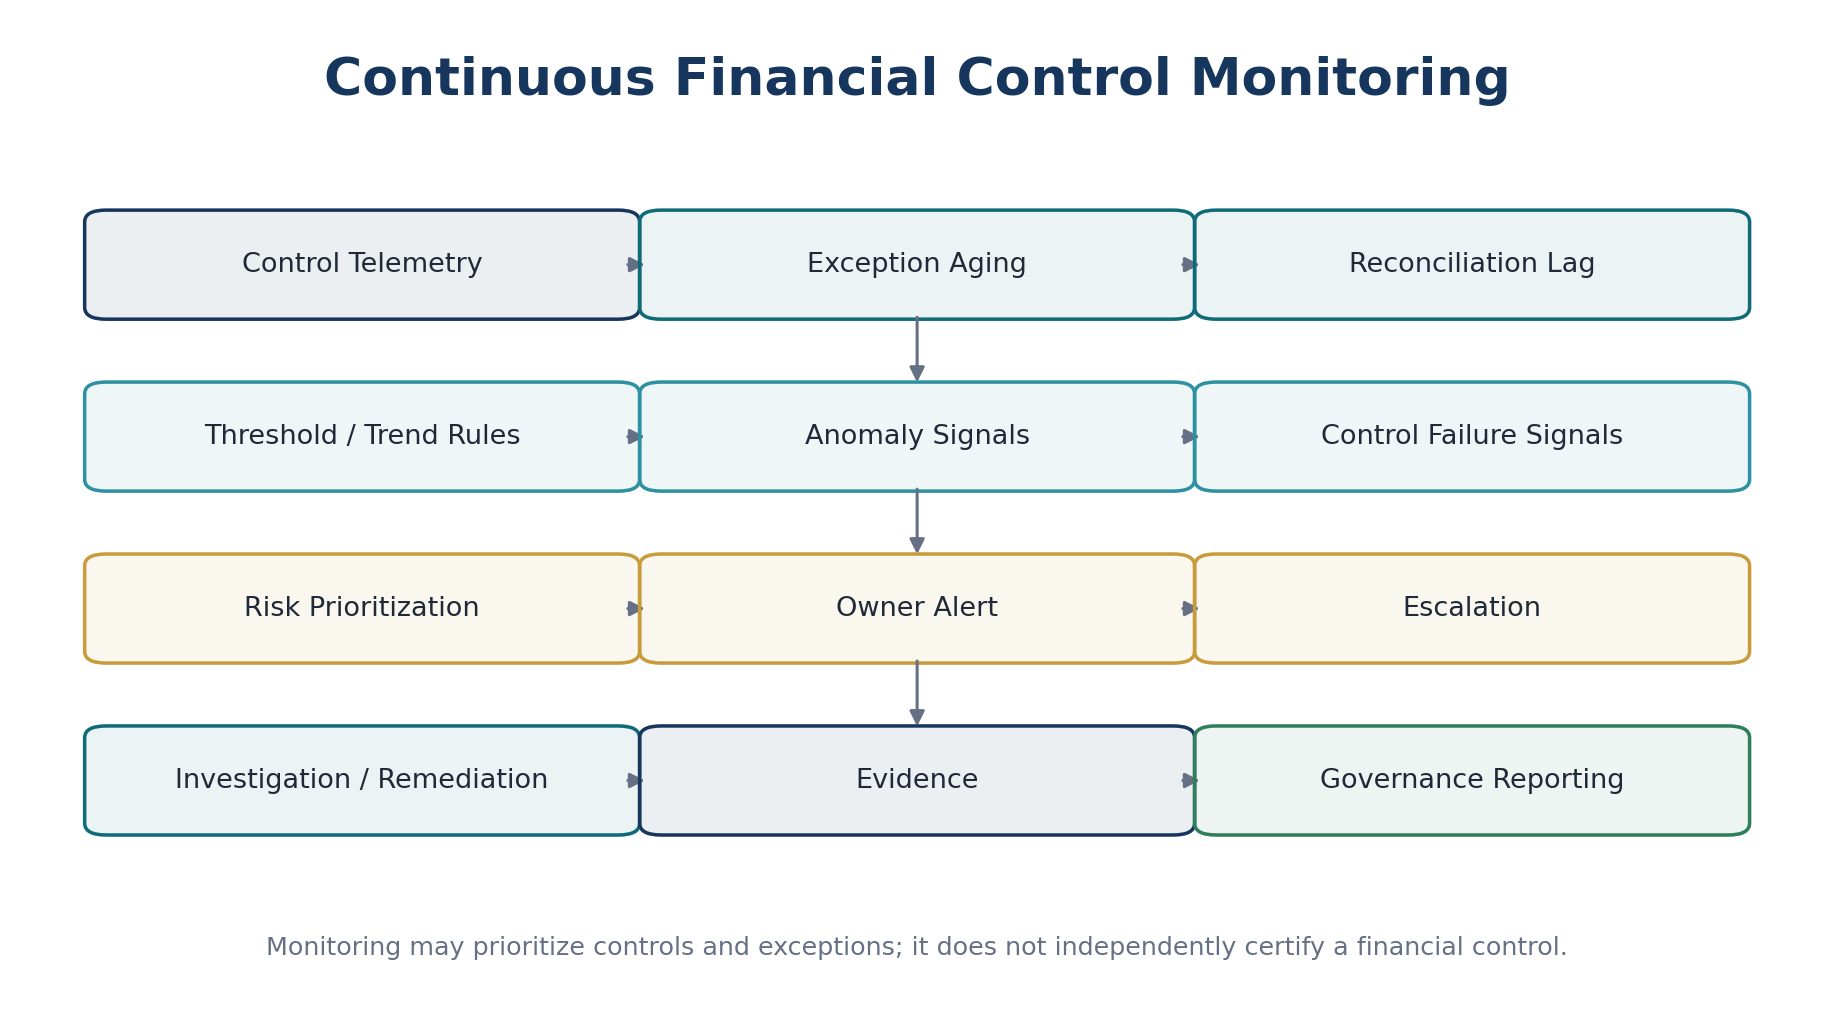 Continuous Financial Control Monitoring
Control Telemetry
Exception Aging
Reconciliation Lag
Threshold / Trend Rules
Anomaly Signals
Control Failure Signals
Risk Prioritization
Owner Alert
Escalation
Investigation / Remediation
Evidence
Governance Reporting
Monitoring may prioritize controls and exceptions; it does not independently certify a financial control.